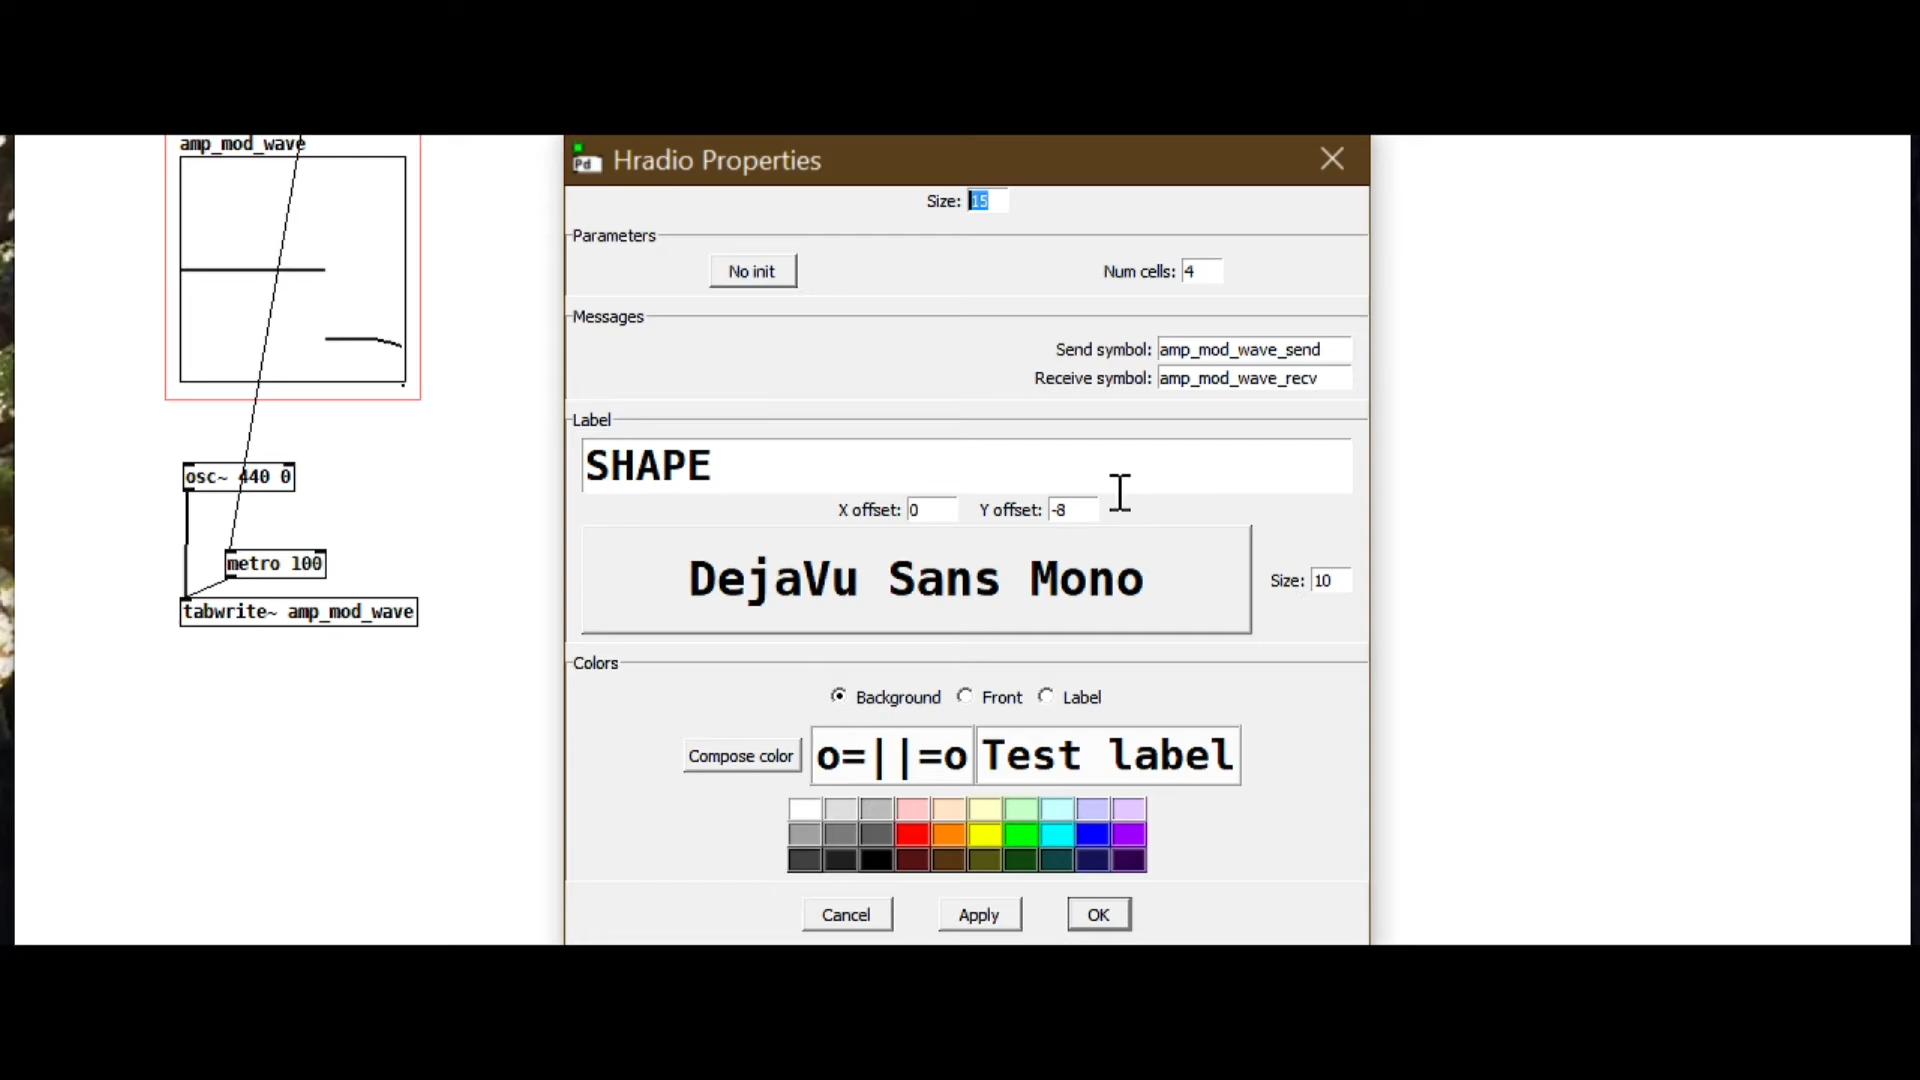 amp_mod_wave
osc~ 440 0
metro 100
tabwrite~ amp_mod_wave
Pd
Hradio Properties
Size: 15
Parameters
No init
Num cells: 4
Messages
Send symbol: amp_mod_wave_send
Receive symbol: amp_mod_wave_recv
Label
SHAPE
X offset: 0 Y offset: -8
DejaVu Sans Mono
Size: 10
Colors
Background Front Label
Compose color o=||=o Test label
Cancel Apply OK